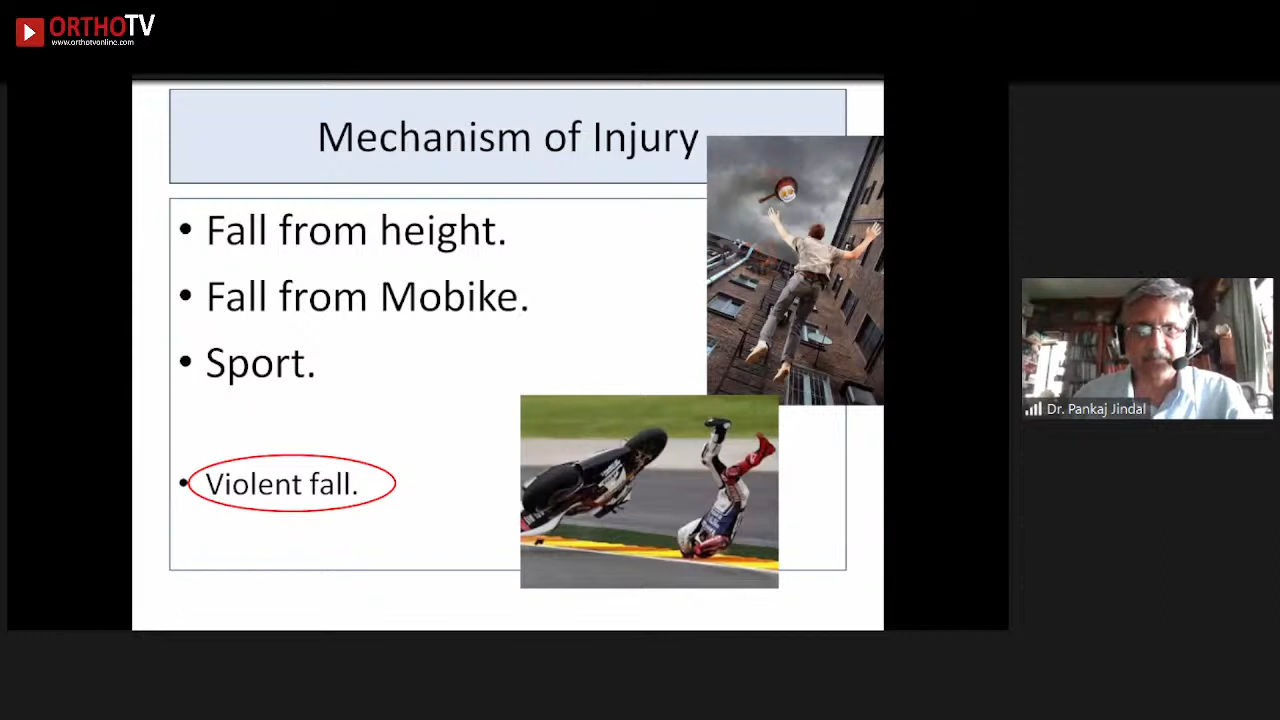 ORTHOTV
www.orthotvonline.com
Mechanism of Injury
• Fall from height.
• Fall from Mobike.
• Sport.
• Violent fall.
Dr. Pankaj Jindal